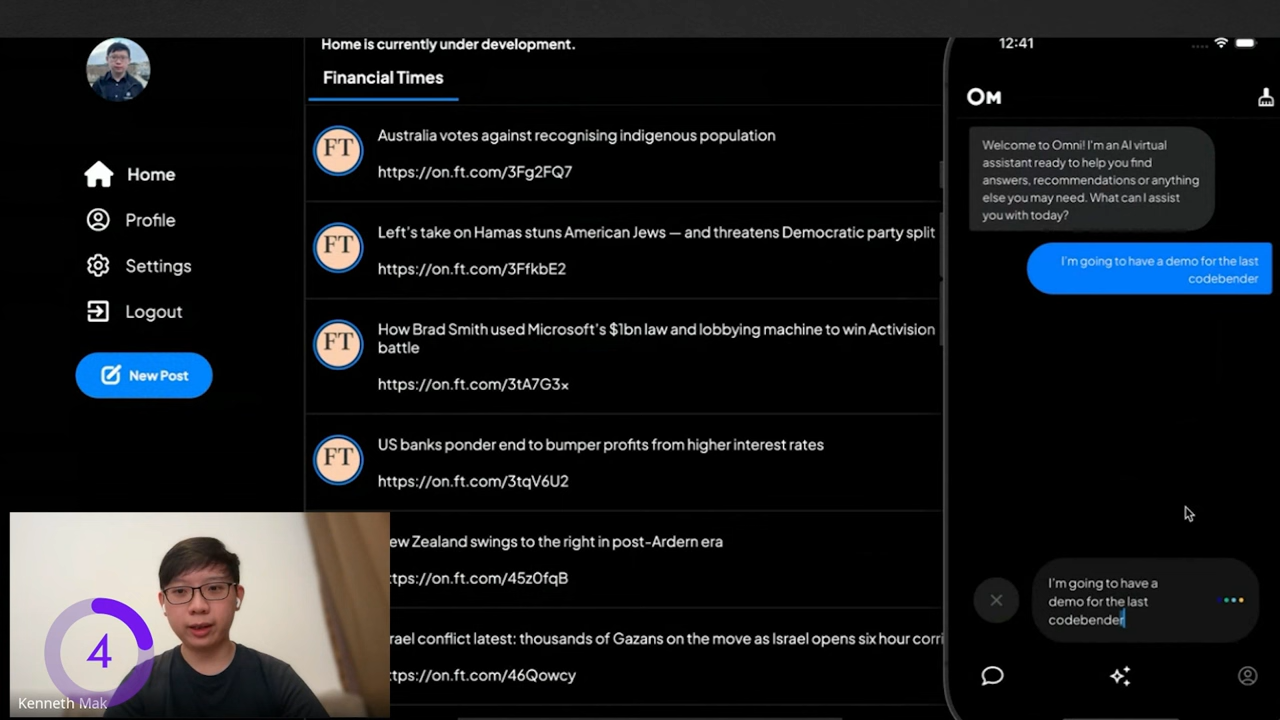 Home is currently under development.
Financial Times
Home
Profile
Settings
Logout
New Post
FT
Australia votes against recognising indigenous population
https://on.ft.com/3Fg2FQ7
FT
Left's take on Hamas stuns American Jews — and threatens Democratic party split
https://on.ft.com/3FfkbE2
FT
How Brad Smith used Microsoft's $1bn law and lobbying machine to win Activision
battle
https://on.ft.com/3tA7G3x
FT
US banks ponder end to bumper profits from higher interest rates
https://on.ft.com/3tqV6U2
ew Zealand swings to the right in post-Ardern era
tps://on.ft.com/45z0fqB
rael conflict latest: thousands of Gazans on the move as Israel opens six hour corri
tps://on.ft.com/46Qowcy
4
Kenneth Mak
12:41
OM
Welcome to Omni! I'm an AI virtual
assistant ready to help you find
answers, recommendations or anything
else you may need. What can I assist
you with today?
I'm going to have a demo for the last
codebender
I'm going to have a
demo for the last
codebender